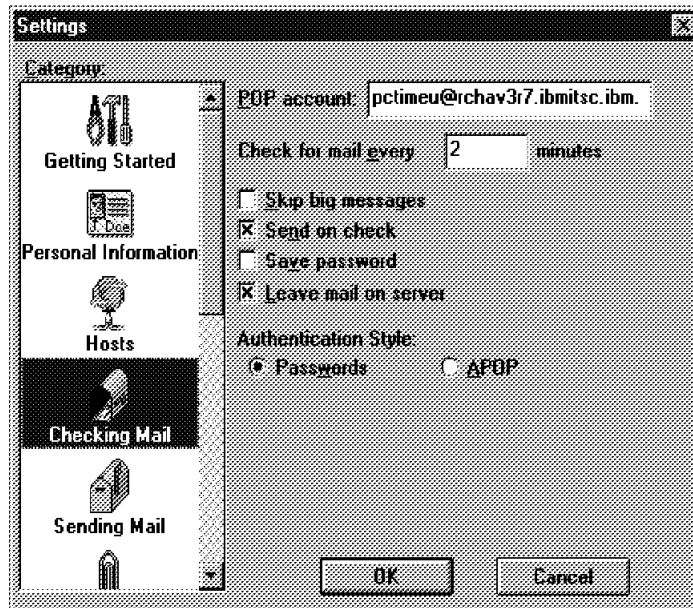 Settings
Category:
Getting Started
J. Doe
Personal Information
Hosts
Checking Mail
Sending Mail
POP account: pctimeu@rchav3r7.ibmitsc.ibm.
Check for mail every 2 minutes
Skip big messages
Send on check
Save password
Leave mail on server
Authentication Style:
Passwords APOP
OK Cancel